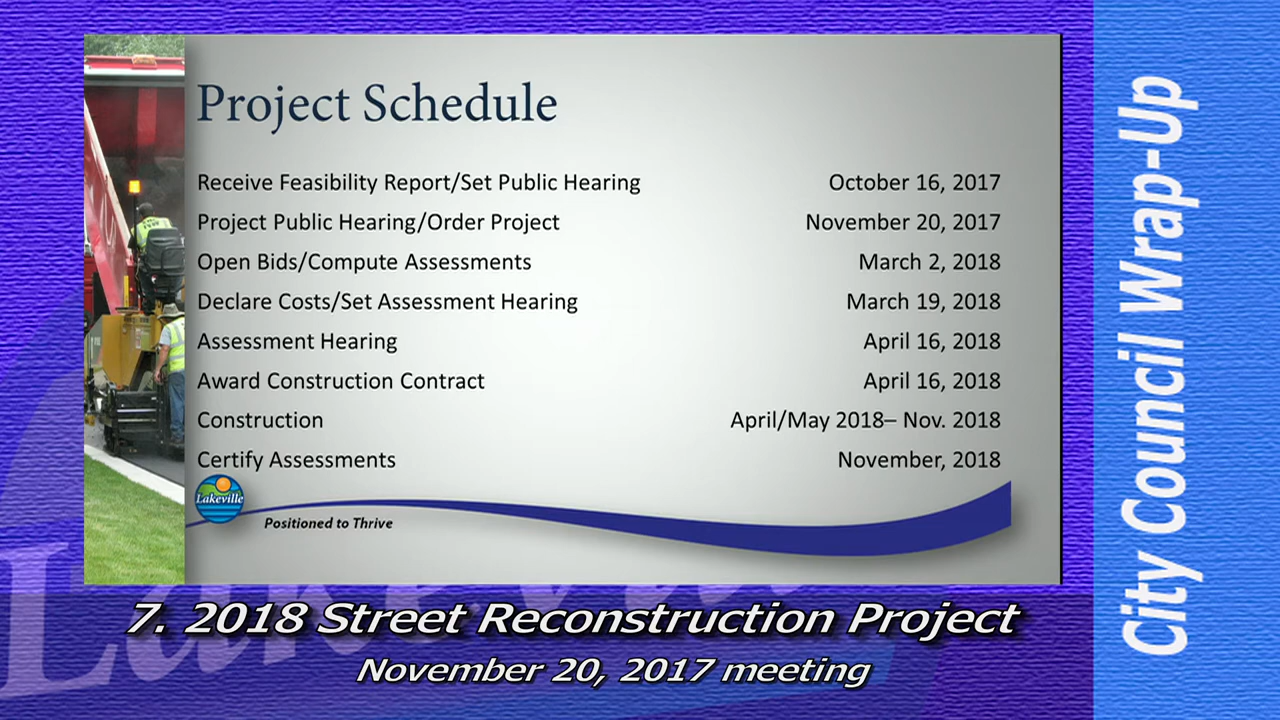 Project Schedule
Receive Feasibility Report/Set Public Hearing October 16, 2017
Project Public Hearing/Order Project November 20, 2017
Open Bids/Compute Assessments March 2, 2018
Declare Costs/Set Assessment Hearing March 19, 2018
Assessment Hearing April 16, 2018
Award Construction Contract April 16, 2018
Construction April/May 2018– Nov. 2018
Certify Assessments November, 2018
Lakeville
Positioned to Thrive
7. 2018 Street Reconstruction Project
November 20, 2017 meeting
City Council Wrap-Up